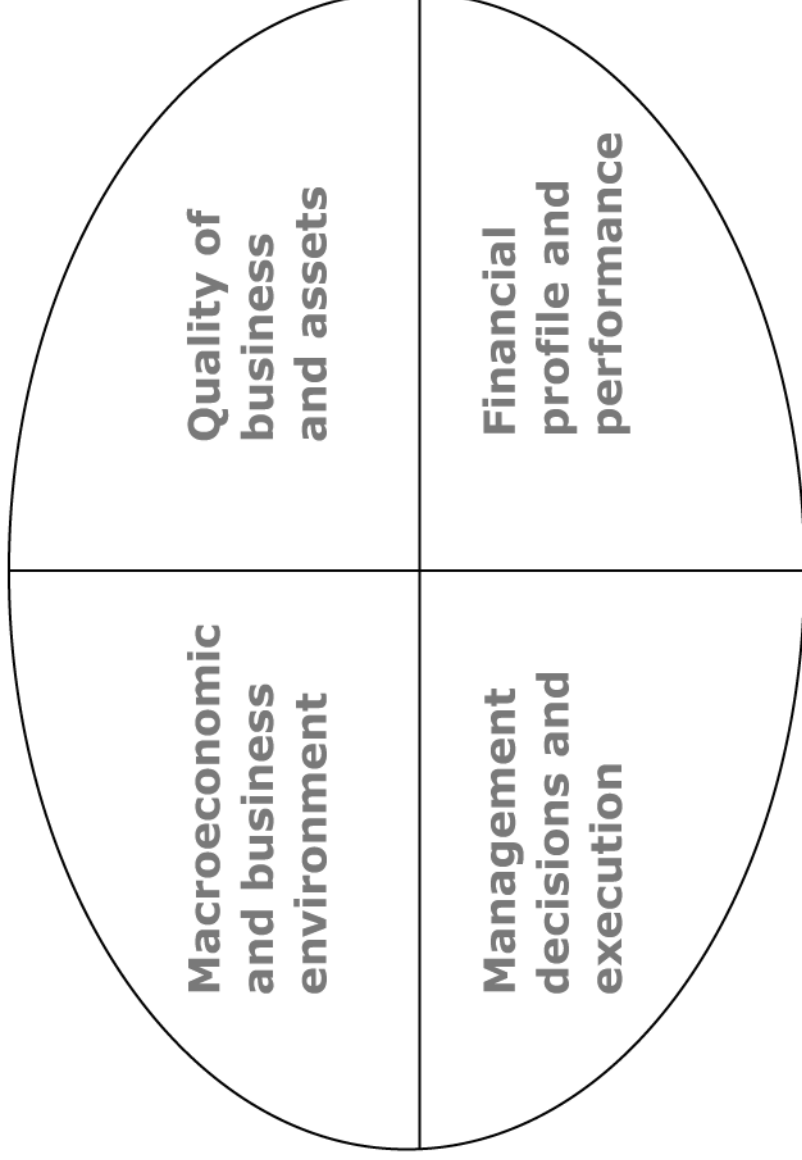 Macroeconomic
and business
environment
Quality of
business
and assets
Management
decisions and
execution
Financial
profile and
performance